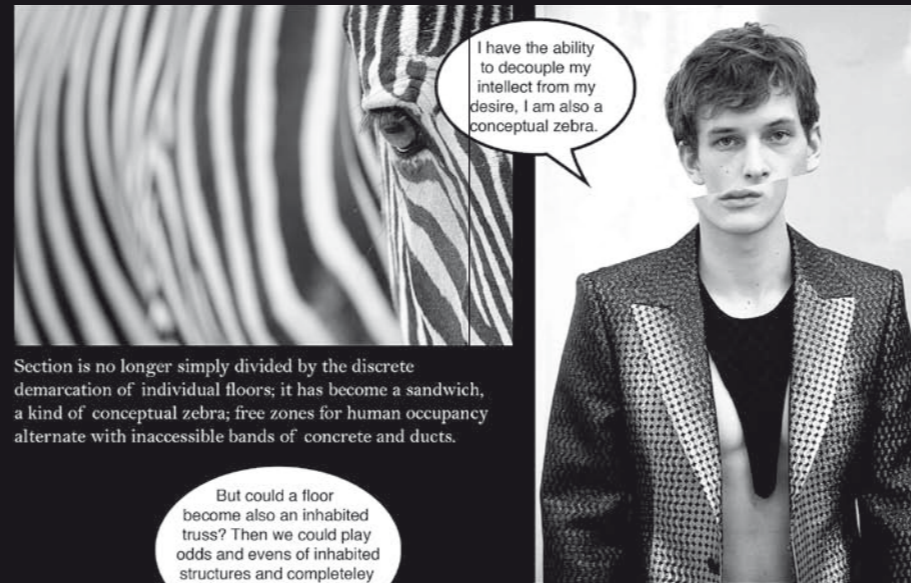 I have the ability
to decouple my
intellect from my
desire, I am also a
conceptual zebra.
Section is no longer simply divided by the discrete
demarcation of individual floors; it has become a sandwich,
a kind of conceptual zebra; free zones for human occupancy
alternate with inaccessible bands of concrete and ducts.
But could a floor
become also an inhabited
truss? Then we could play
odds and evens of inhabited
structures and completeley